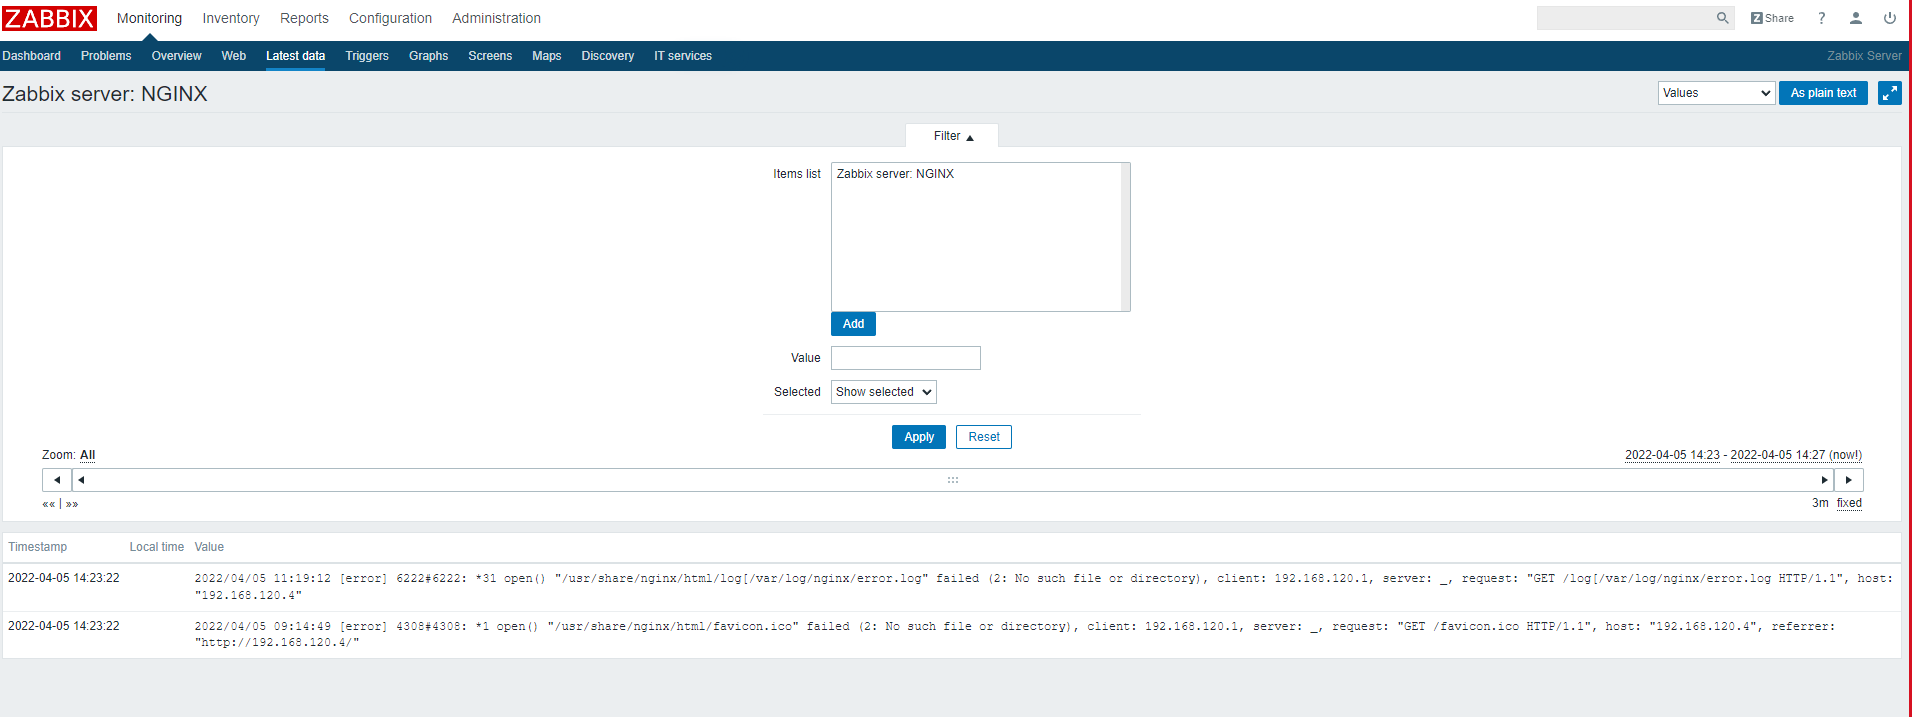 ZABBIX Monitoring Inventory Reports Configuration Administration Z Share ?
Dashboard Problems Overview Web Latest data Triggers Graphs Screens Maps Discovery IT services Zabbix Server
Zabbix server: NGINX Values As plain text
Filter ▲
Items list Zabbix server: NGINX
Add
Value
Selected Show selected
Apply Reset
Zoom: All 2022-04-05 14:23 - 2022-04-05 14:27 (now!)
«« | »» 3m fixed
Timestamp Local time Value
2022-04-05 14:23:22 2022/04/05 11:19:12 [error] 6222#6222: *31 open() "/usr/share/nginx/html/log[/var/log/nginx/error.log" failed (2: No such file or directory), client: 192.168.120.1, server: _, request: "GET /log[/var/log/nginx/error.log HTTP/1.1", host:
"192.168.120.4"
2022-04-05 14:23:22 2022/04/05 09:14:49 [error] 4308#4308: *1 open() "/usr/share/nginx/html/favicon.ico" failed (2: No such file or directory), client: 192.168.120.1, server: _, request: "GET /favicon.ico HTTP/1.1", host: "192.168.120.4", referrer:
"http://192.168.120.4/"